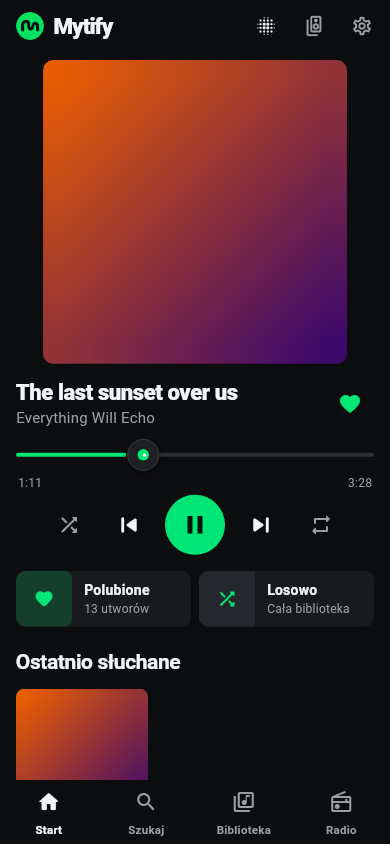 Mytify
The last sunset over us
Everything Will Echo
1:11
3:28
Polubione
13 utworów
Losowo
Cała biblioteka
Ostatnio słuchane
Start
Szukaj
Biblioteka
Radio